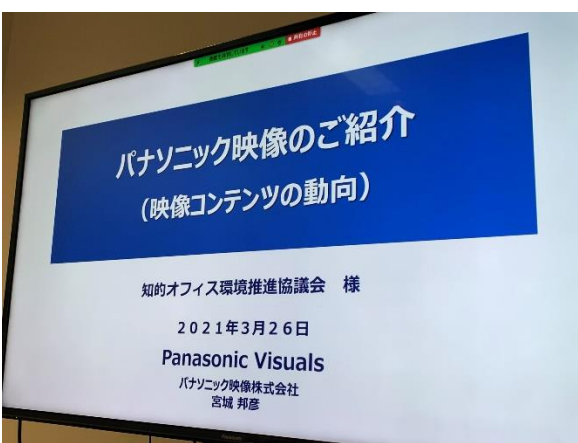 パナソニック映像のご紹介
（映像コンテンツの動向）
知的オフィス環境推進協議会　様
２０２１年３月２６日
Panasonic Visuals
パナソニック映像株式会社
宮城 邦彦
Panasonic